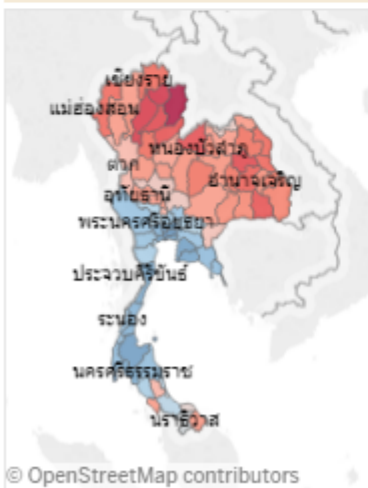 เชียงราย
แม่ฮ่องสอน
หนองบัวลำภู
ตาก
อำนาจเจริญ
อุทัยธานี
พระนครศรีอยุธยา
ประจวบคีรีขันธ์
ระนอง
นครศรีธรรมราช
นราธิวาส
© OpenStreetMap contributors